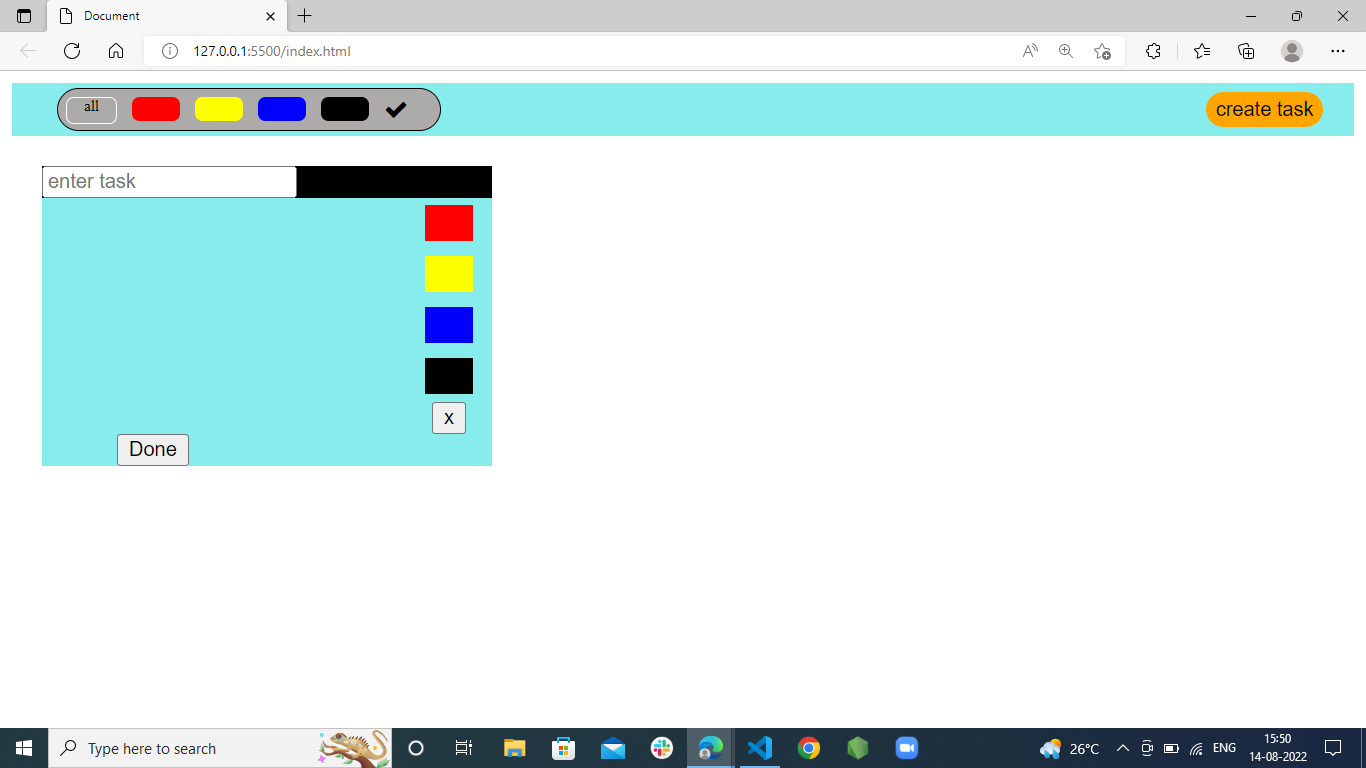 Document
127.0.0.1:5500/index.html
all
create task
enter task
x
Done
Type here to search
26°C
ENG
15:50
14-08-2022